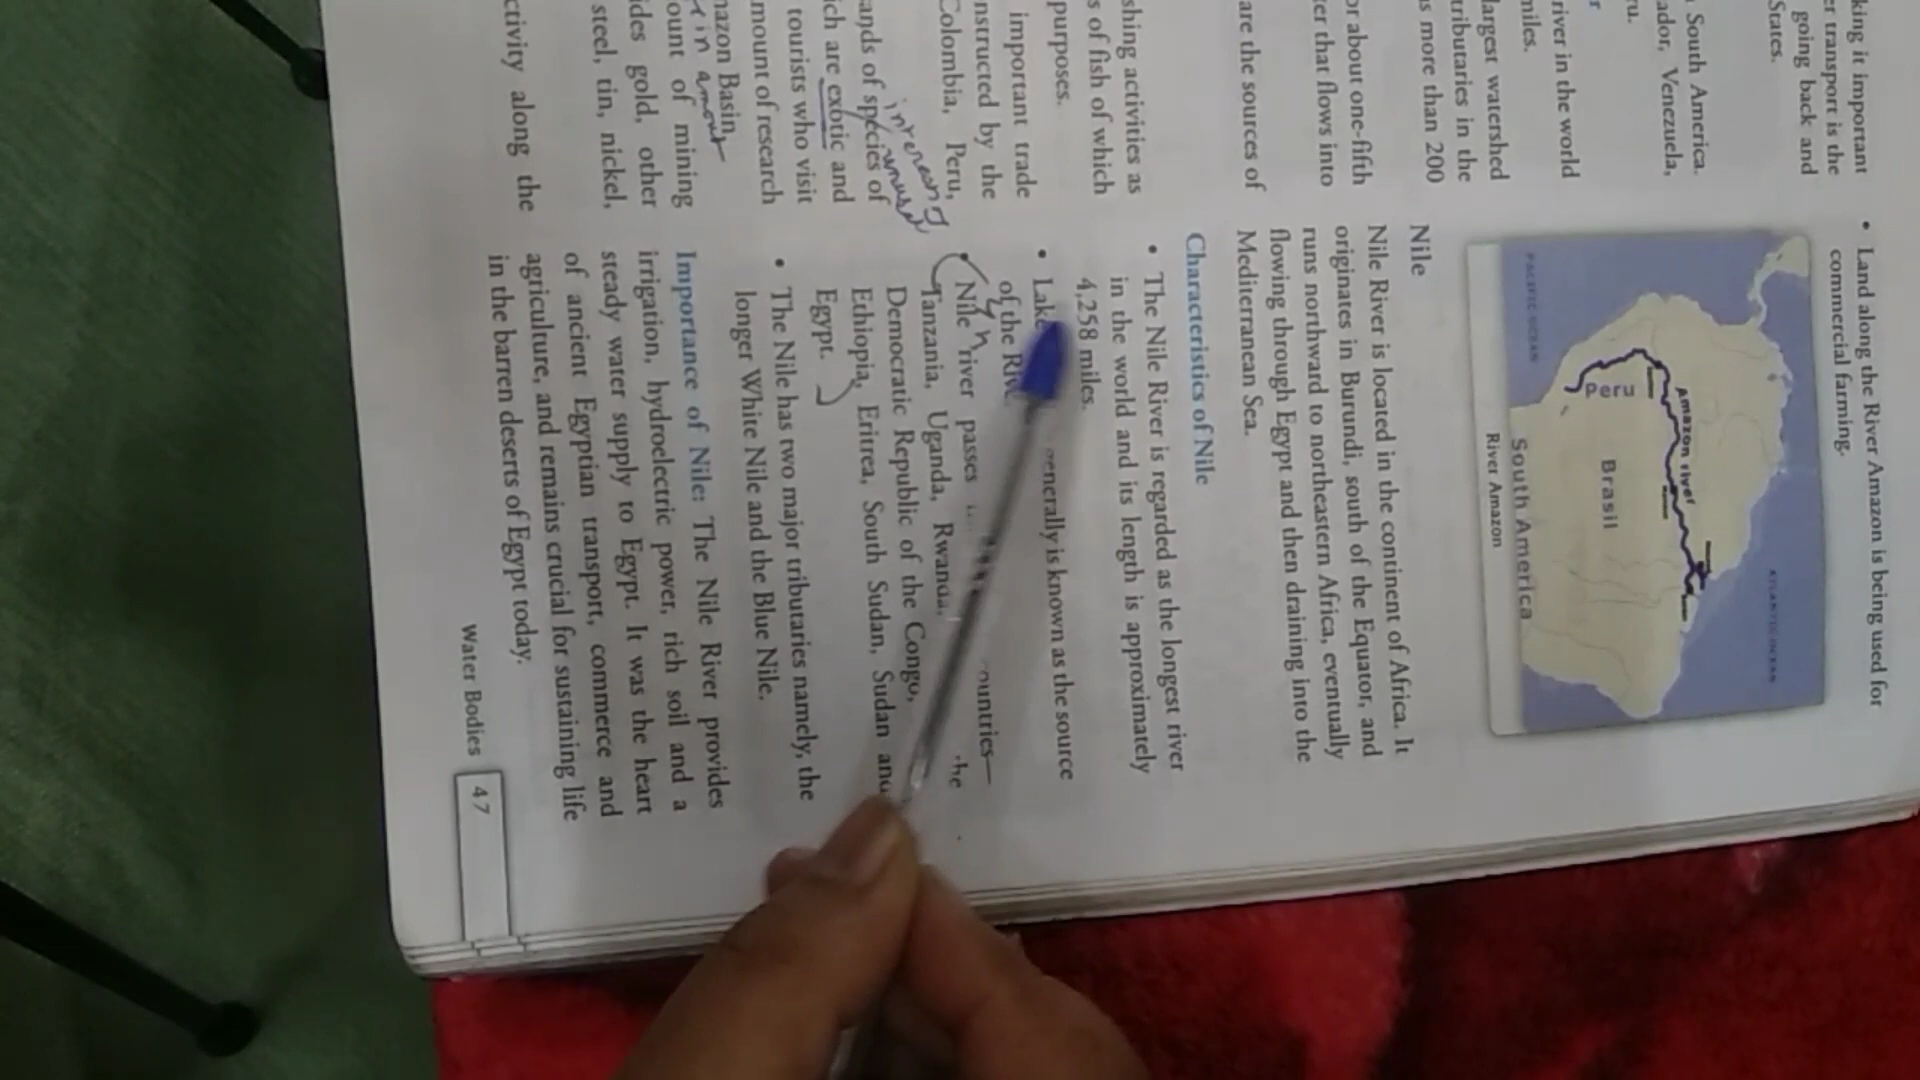 king it important
er transport is the
going back and
States.
South America.
ador, Venezuela,
ru.
r
river in the world
miles.
largest watershed
tributaries in the
s more than 200
or about one-fifth
er that flows into
are the sources of
shing activities as
s of fish of which
purposes.
important trade
nstructed by the
Colombia, Peru,
ands of species of
ich are exotic and
tourists who visit
mount of research
mazon Basin.
ount of mining
ides gold, other
steel, tin, nickel,
ctivity along the
• Land along the River Amazon is being used for
commercial farming.
ATLANTIC OCEAN
Amazon river
Peru
Brasil
PACIFIC OCEAN
South America
River Amazon
Nile
Nile River is located in the continent of Africa. It
originates in Burundi, south of the Equator, and
runs northward to northeastern Africa, eventually
flowing through Egypt and then draining into the
Mediterranean Sea.
Characteristics of Nile
• The Nile River is regarded as the longest river
in the world and its length is approximately
4,258 miles.
• Lake enerally is known as the source
of the Rive
• Nile river passes ountries—
Tanzania, Uganda, Rwanda, the
Democratic Republic of the Congo,
Ethiopia, Eritrea, South Sudan, Sudan and
Egypt.
• The Nile has two major tributaries namely, the
longer White Nile and the Blue Nile.
Importance of Nile: The Nile River provides
irrigation, hydroelectric power, rich soil and a
steady water supply to Egypt. It was the heart
of ancient Egyptian transport, commerce and
agriculture, and remains crucial for sustaining life
in the barren deserts of Egypt today.
Water Bodies 47